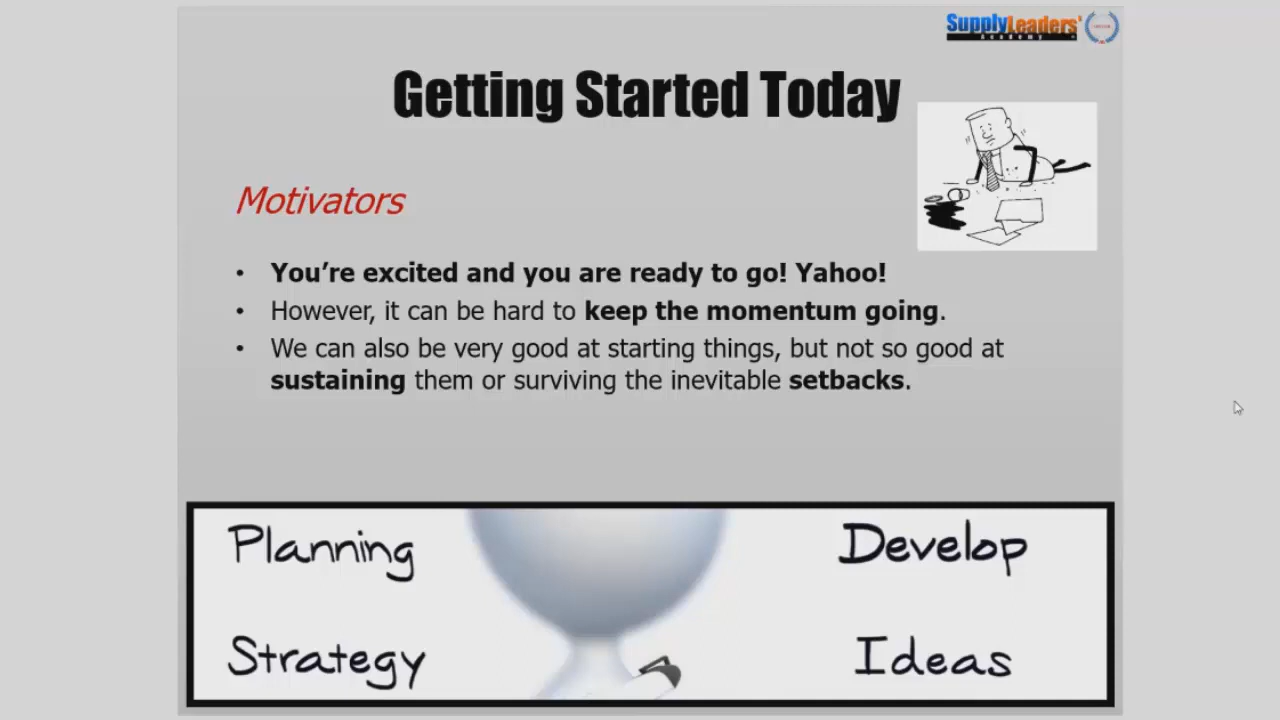 SupplyLeaders'
Academy
Getting Started Today
Motivators
• You're excited and you are ready to go! Yahoo!
• However, it can be hard to keep the momentum going.
• We can also be very good at starting things, but not so good at
sustaining them or surviving the inevitable setbacks.
Planning
Develop
Strategy
Ideas